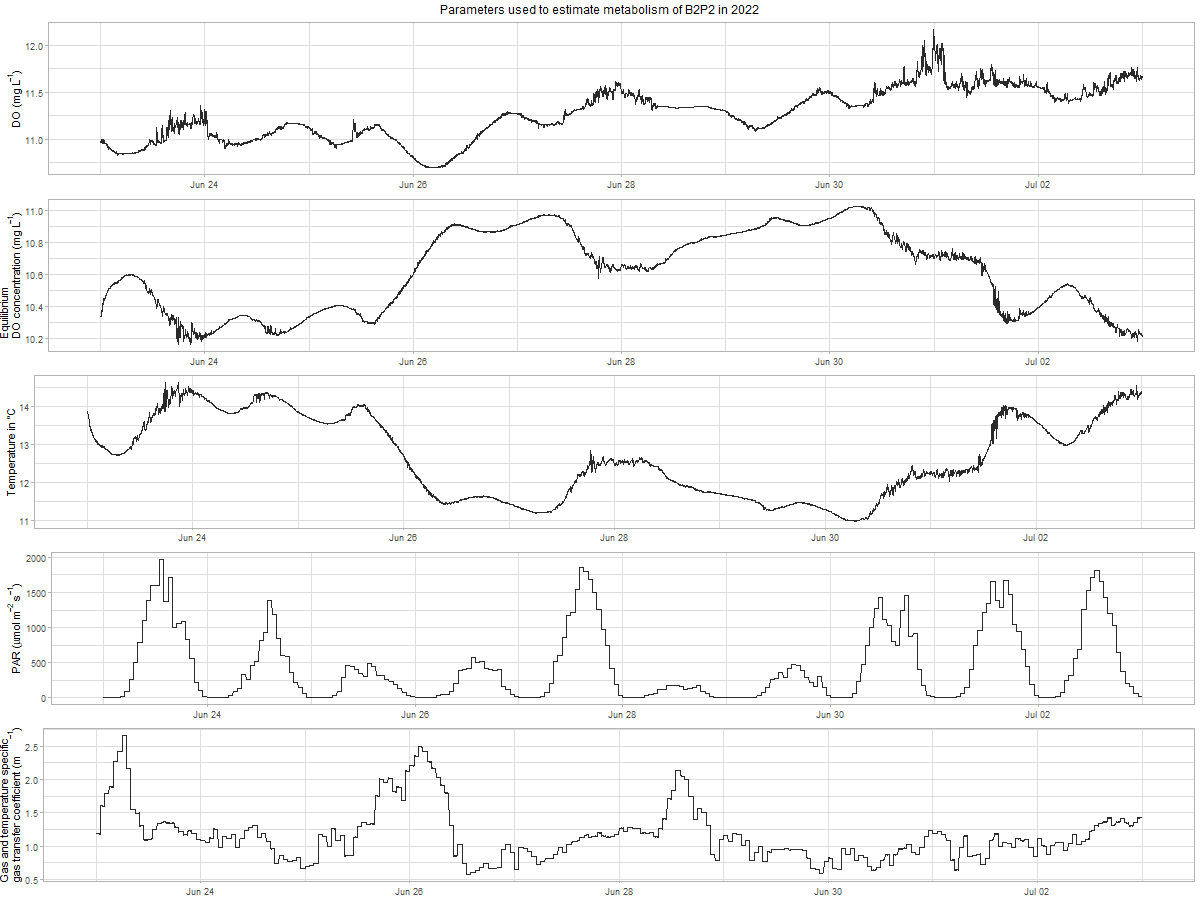 Parameters used to estimate metabolism of B2P2 in 2022
DO (mg L⁻¹)
12.0
11.5
11.0
Jun 24
Jun 26
Jun 28
Jun 30
Jul 02
Equilibrium
DO concentration (mg L⁻¹)
11.0
10.8
10.6
10.4
10.2
Jun 24
Jun 26
Jun 28
Jun 30
Jul 02
Temperature in °C
14
13
12
11
Jun 24
Jun 26
Jun 28
Jun 30
Jul 02
PAR (umol m⁻² s⁻¹)
2000
1500
1000
500
0
Jun 24
Jun 26
Jun 28
Jun 30
Jul 02
Gas and temperature specific
gas transfer coefficient (m⁻¹)
2.5
2.0
1.5
1.0
0.5
Jun 24
Jun 26
Jun 28
Jun 30
Jul 02